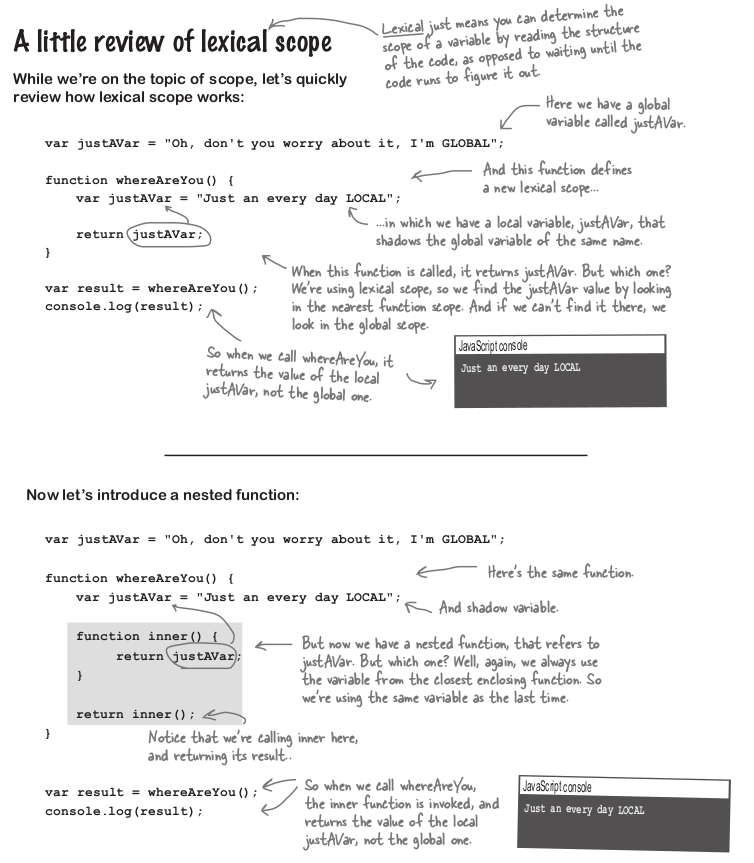 A little review of lexical scope
Lexical just means you can determine the
scope of a variable by reading the structure
of the code, as opposed to waiting until the
code runs to figure it out.
While we're on the topic of scope, let's quickly
review how lexical scope works:
Here we have a global
variable called justAVar.
var justAVar = "Oh, don't you worry about it, I'm GLOBAL";
And this function defines
a new lexical scope...
function whereAreYou() {
var justAVar = "Just an every day LOCAL";
...in which we have a local variable, justAVar, that
shadows the global variable of the same name.
return justAVar;
}
When this function is called, it returns justAVar. But which one?
We're using lexical scope, so we find the justAVar value by looking
in the nearest function scope. And if we can't find it there, we
look in the global scope.
var result = whereAreYou();
console.log(result);
So when we call whereAreYou, it
returns the value of the local
justAVar, not the global one.
JavaScript console
Just an every day LOCAL
Now let's introduce a nested function:
var justAVar = "Oh, don't you worry about it, I'm GLOBAL";
function whereAreYou() {
Here's the same function.
var justAVar = "Just an every day LOCAL";
And shadow variable.
function inner() {
return justAVar;
}
But now we have a nested function, that refers to
justAVar. But which one? Well, again, we always use
the variable from the closest enclosing function. So
we're using the same variable as the last time.
return inner();
}
Notice that we're calling inner here,
and returning its result..
var result = whereAreYou();
console.log(result);
So when we call whereAreYou,
the inner function is invoked, and
returns the value of the local
justAVar, not the global one.
JavaScript console
Just an every day LOCAL